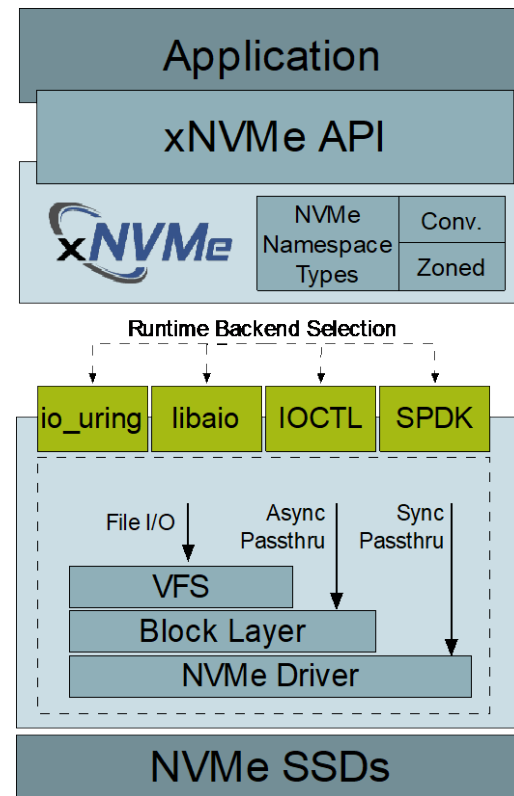 Application
xNVMe API
xNVMe
NVMe
Namespace
Types
Conv.
Zoned
Runtime Backend Selection
io_uring
libaio
IOCTL
SPDK
File I/O
Async
Passthru
Sync
Passthru
VFS
Block Layer
NVMe Driver
NVMe SSDs